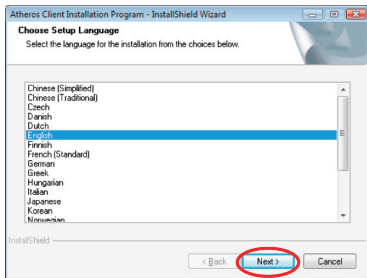 Atheros Client Installation Program - InstallShield Wizard
Choose Setup Language
Select the language for the installation from the choices below.
Chinese (Simplified)
Chinese (Traditional)
Czech
Danish
Dutch
English
Finnish
French (Standard)
German
Greek
Hungarian
Italian
Japanese
Korean
Norwegian
InstallShield
< Back
Next >
Cancel